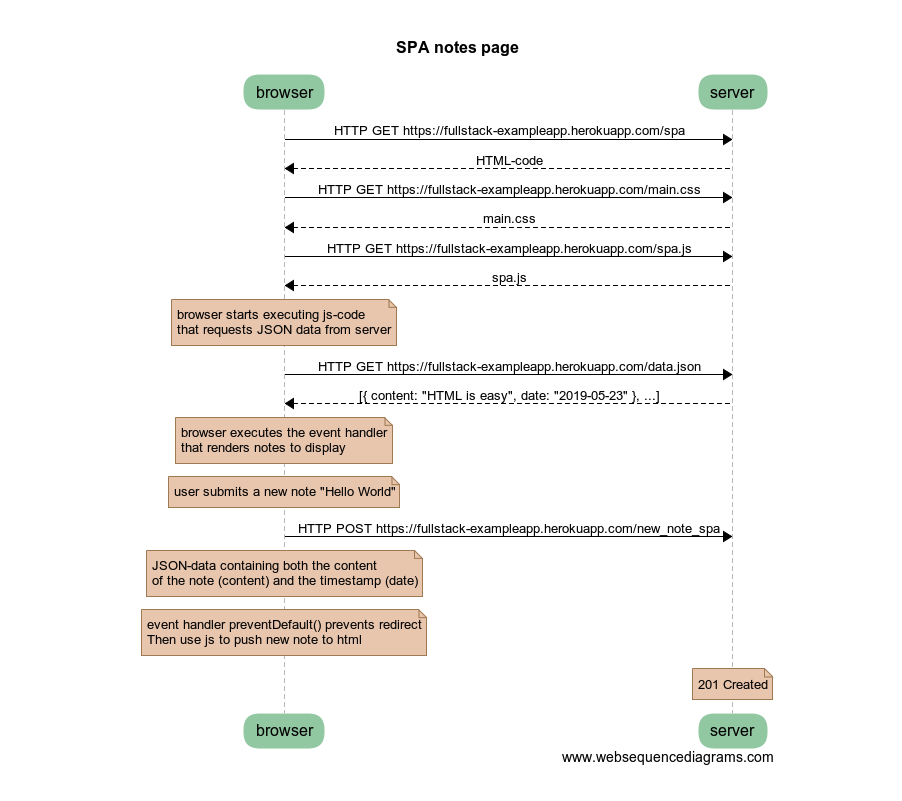 SPA notes page
browser
server
HTTP GET https://fullstack-exampleapp.herokuapp.com/spa
HTML-code
HTTP GET https://fullstack-exampleapp.herokuapp.com/main.css
main.css
HTTP GET https://fullstack-exampleapp.herokuapp.com/spa.js
spa.js
browser starts executing js-code
that requests JSON data from server
HTTP GET https://fullstack-exampleapp.herokuapp.com/data.json
[{ content: "HTML is easy", date: "2019-05-23" }, ...]
browser executes the event handler
that renders notes to display
user submits a new note "Hello World"
HTTP POST https://fullstack-exampleapp.herokuapp.com/new_note_spa
JSON-data containing both the content
of the note (content) and the timestamp (date)
event handler preventDefault() prevents redirect
Then use js to push new note to html
201 Created
browser
server
www.websequencediagrams.com